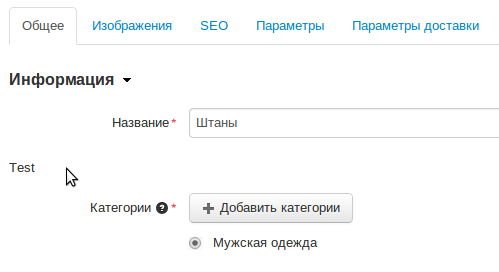 Общее Изображения SEO Параметры Параметры доставки
Информация
Название* Штаны
Test
Категории ?* + Добавить категории
Мужская одежда